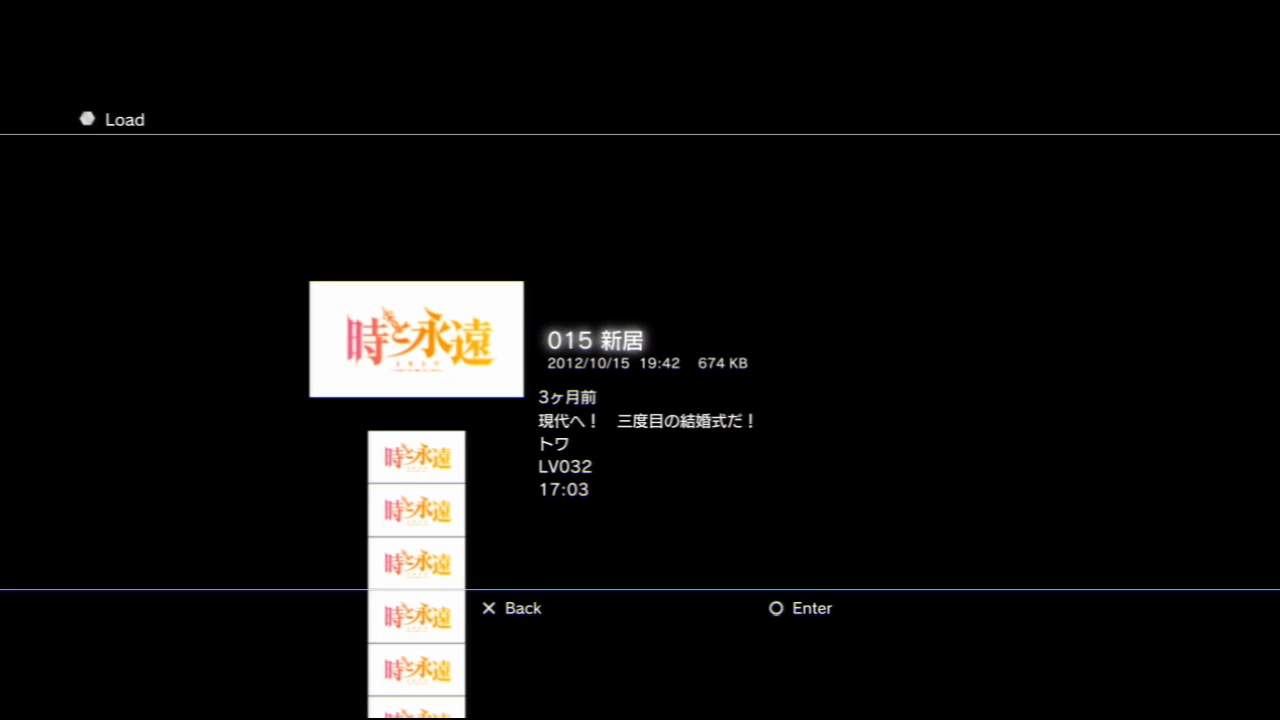 Load
時と永遠
015 新居
2012/10/15 19:42 674 KB
3ヶ月前
現代へ！　三度目の結婚式だ！
トワ
LV032
17:03
時と永遠
時と永遠
時と永遠
時と永遠
時と永遠
Back
Enter